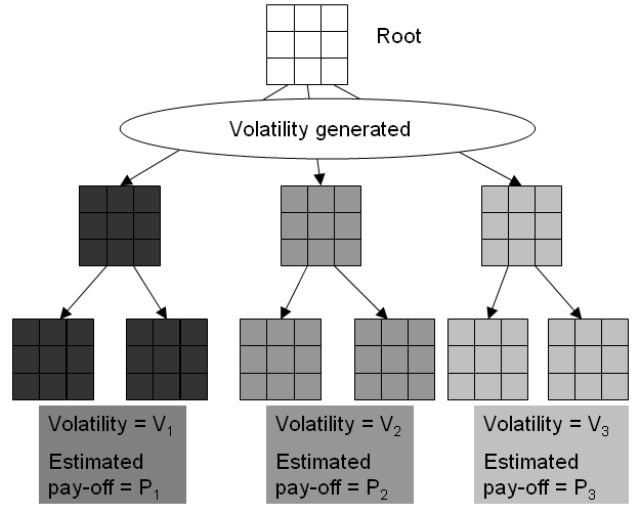 Root
Volatility generated
Volatility = V₁
Estimated
pay-off = P₁
Volatility = V₂
Estimated
pay-off = P₂
Volatility = V₃
Estimated
pay-off = P₃